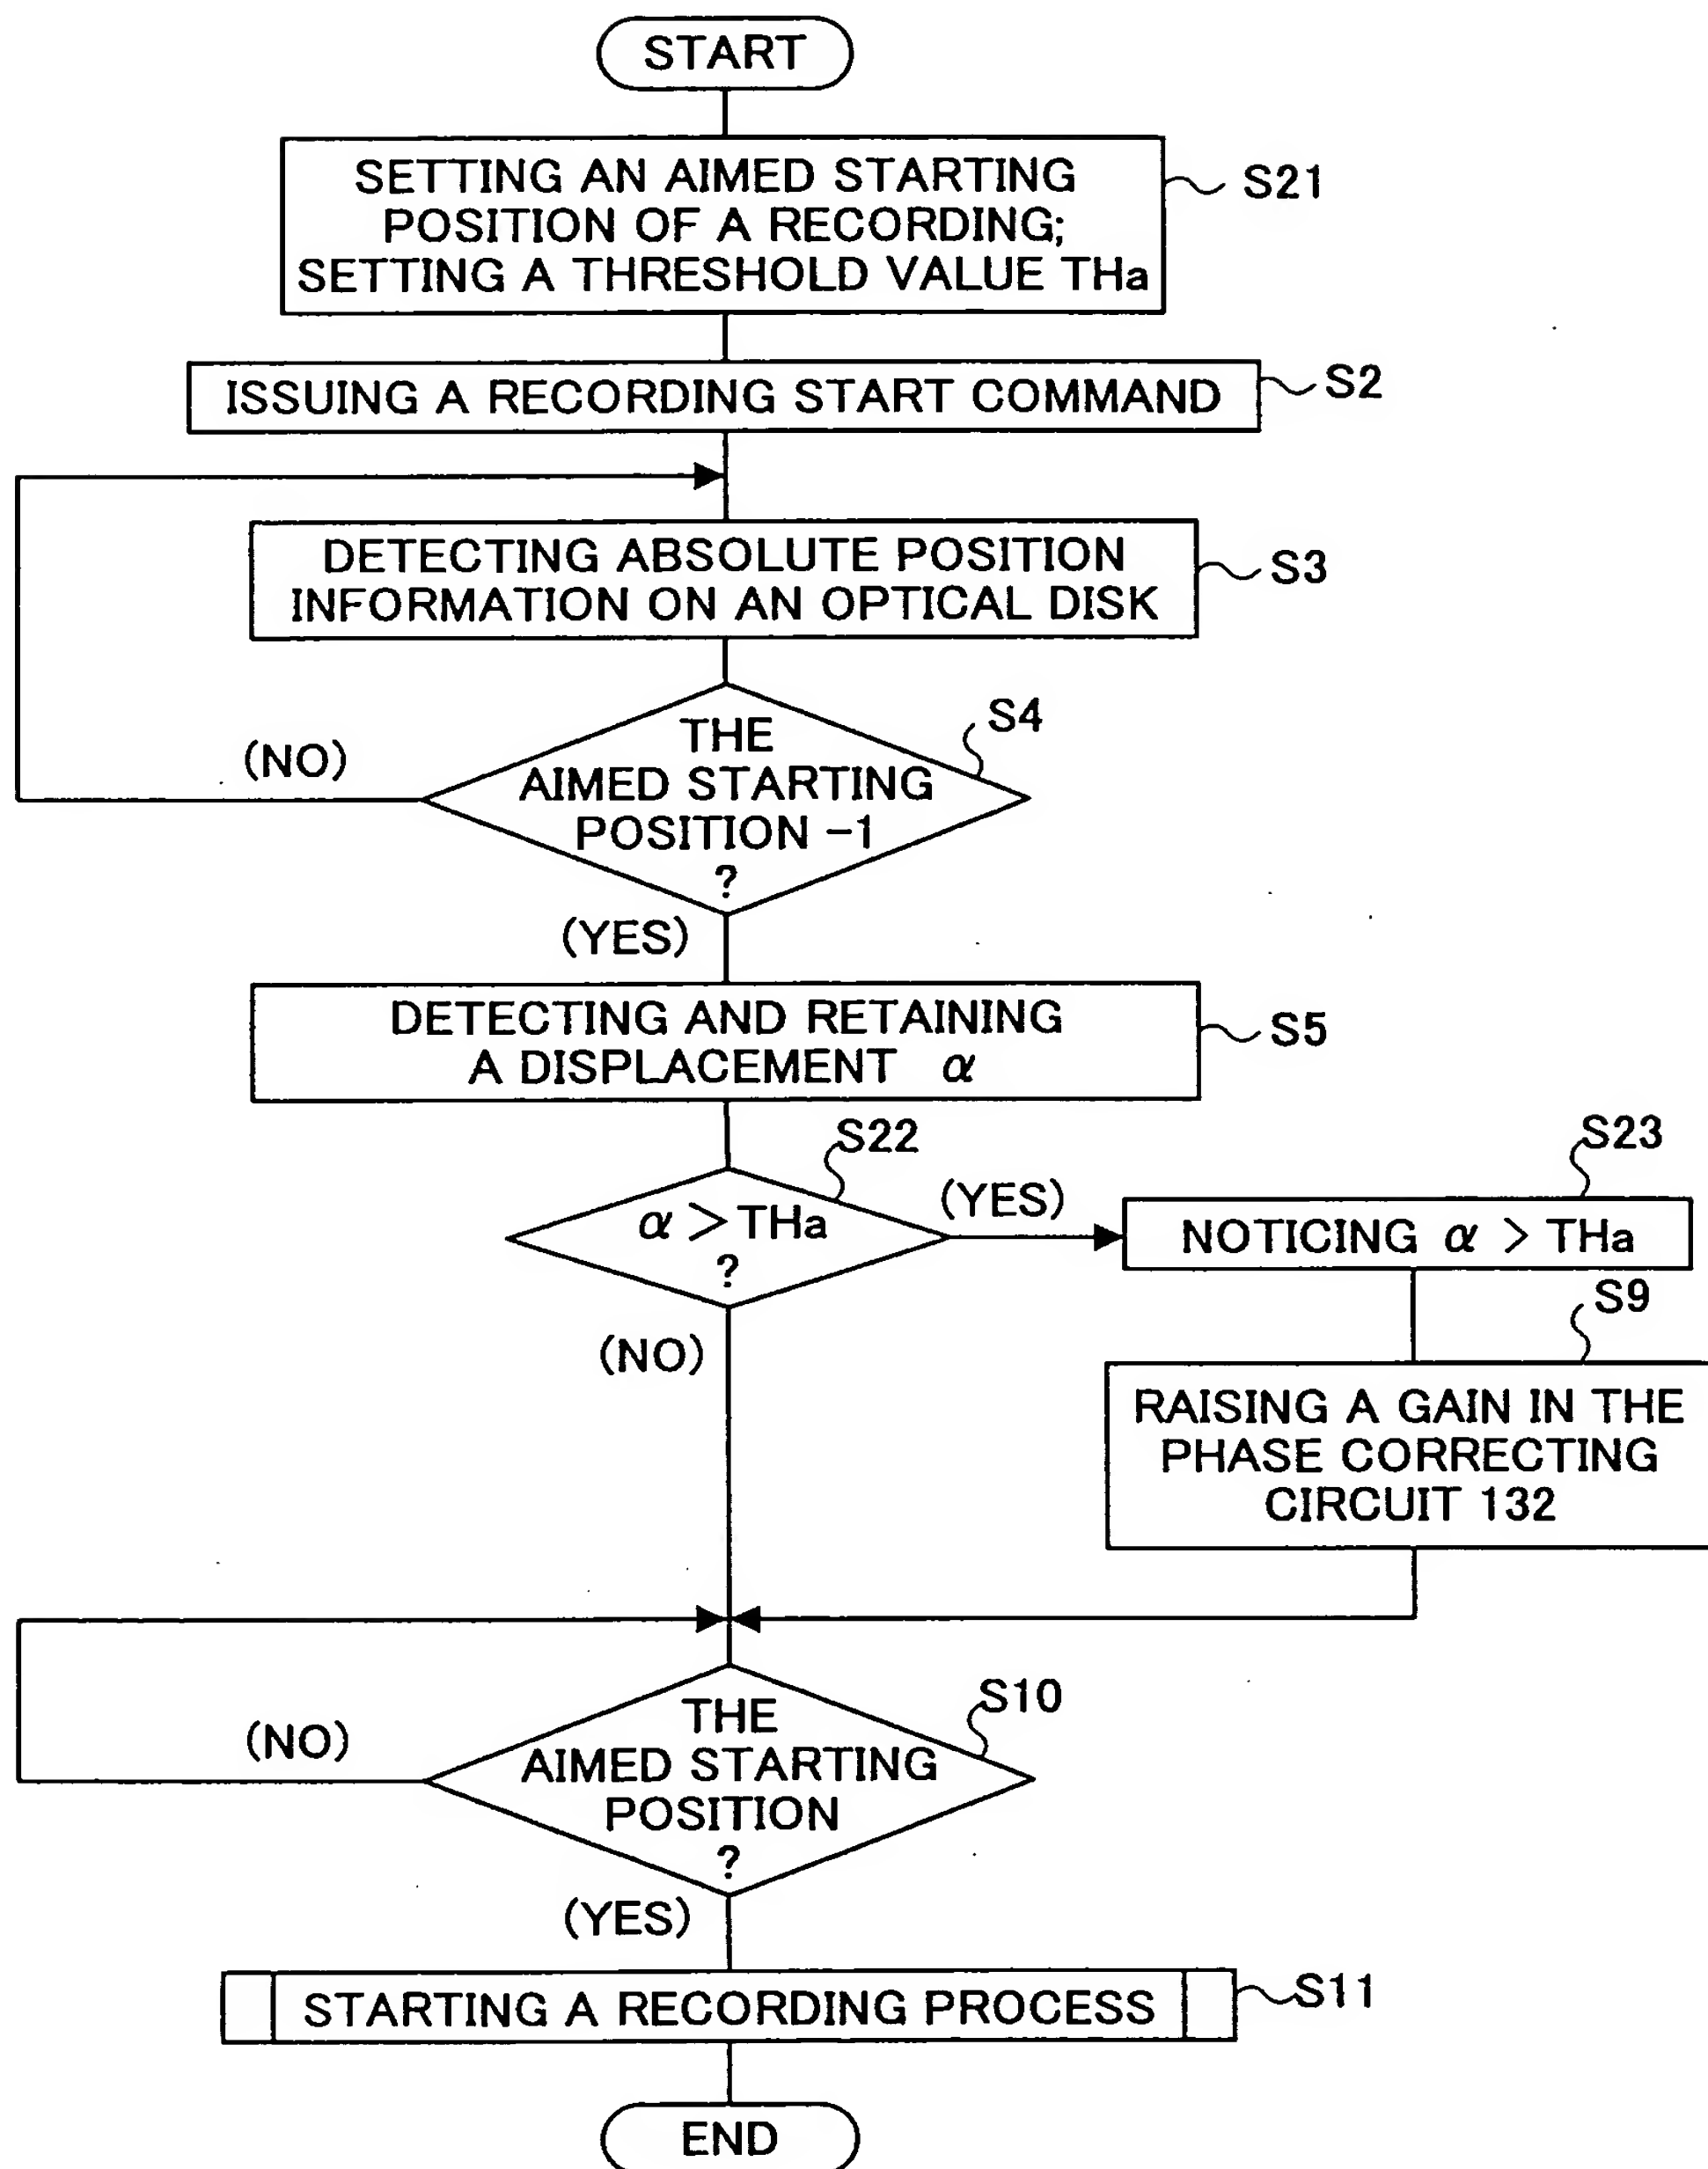 START
SETTING AN AIMED STARTING
POSITION OF A RECORDING;
SETTING A THRESHOLD VALUE THa
S21
ISSUING A RECORDING START COMMAND
S2
DETECTING ABSOLUTE POSITION
INFORMATION ON AN OPTICAL DISK
S3
THE
AIMED STARTING
POSITION -1
?
S4
(NO)
(YES)
DETECTING AND RETAINING
A DISPLACEMENT α
S5
S22
α > THa
?
(YES)
(NO)
S23
NOTICING α > THa
S9
RAISING A GAIN IN THE
PHASE CORRECTING
CIRCUIT 132
THE
AIMED STARTING
POSITION
?
S10
(NO)
(YES)
STARTING A RECORDING PROCESS
S11
END